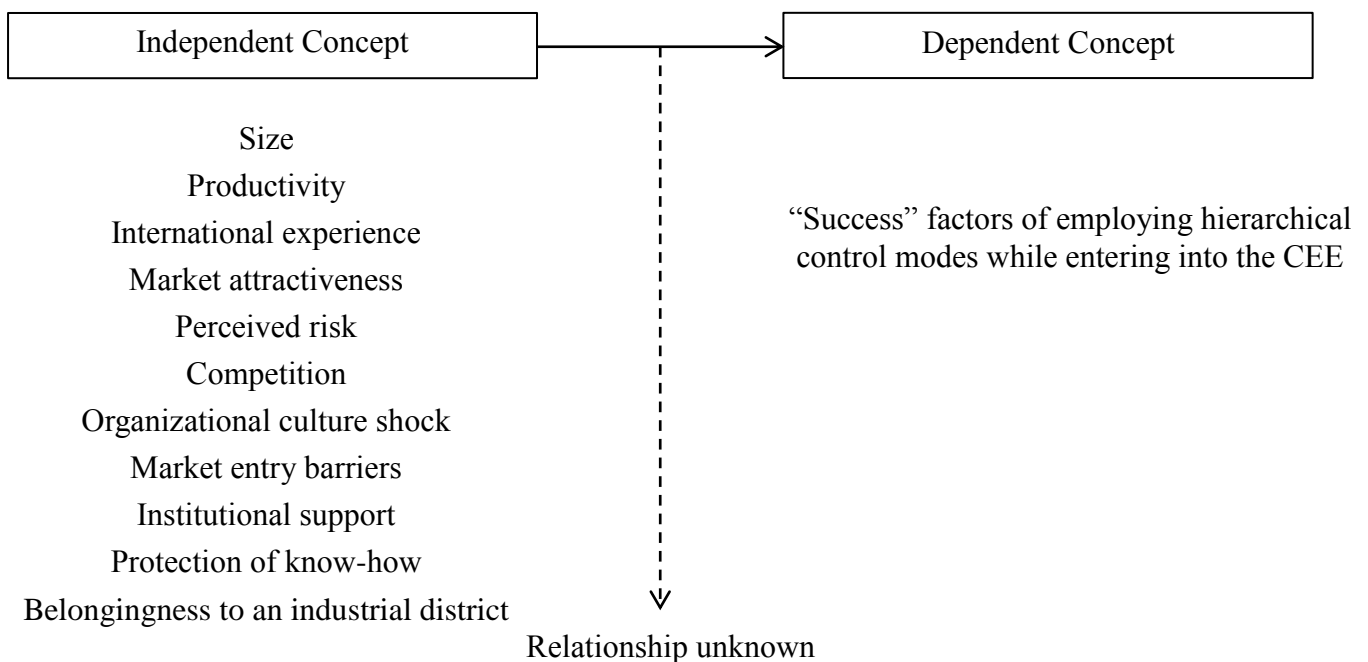 Independent Concept
Dependent Concept
Size
Productivity
International experience
Market attractiveness
Perceived risk
Competition
Organizational culture shock
Market entry barriers
Institutional support
Protection of know-how
Belongingness to an industrial district
“Success” factors of employing hierarchical
control modes while entering into the CEE
Relationship unknown